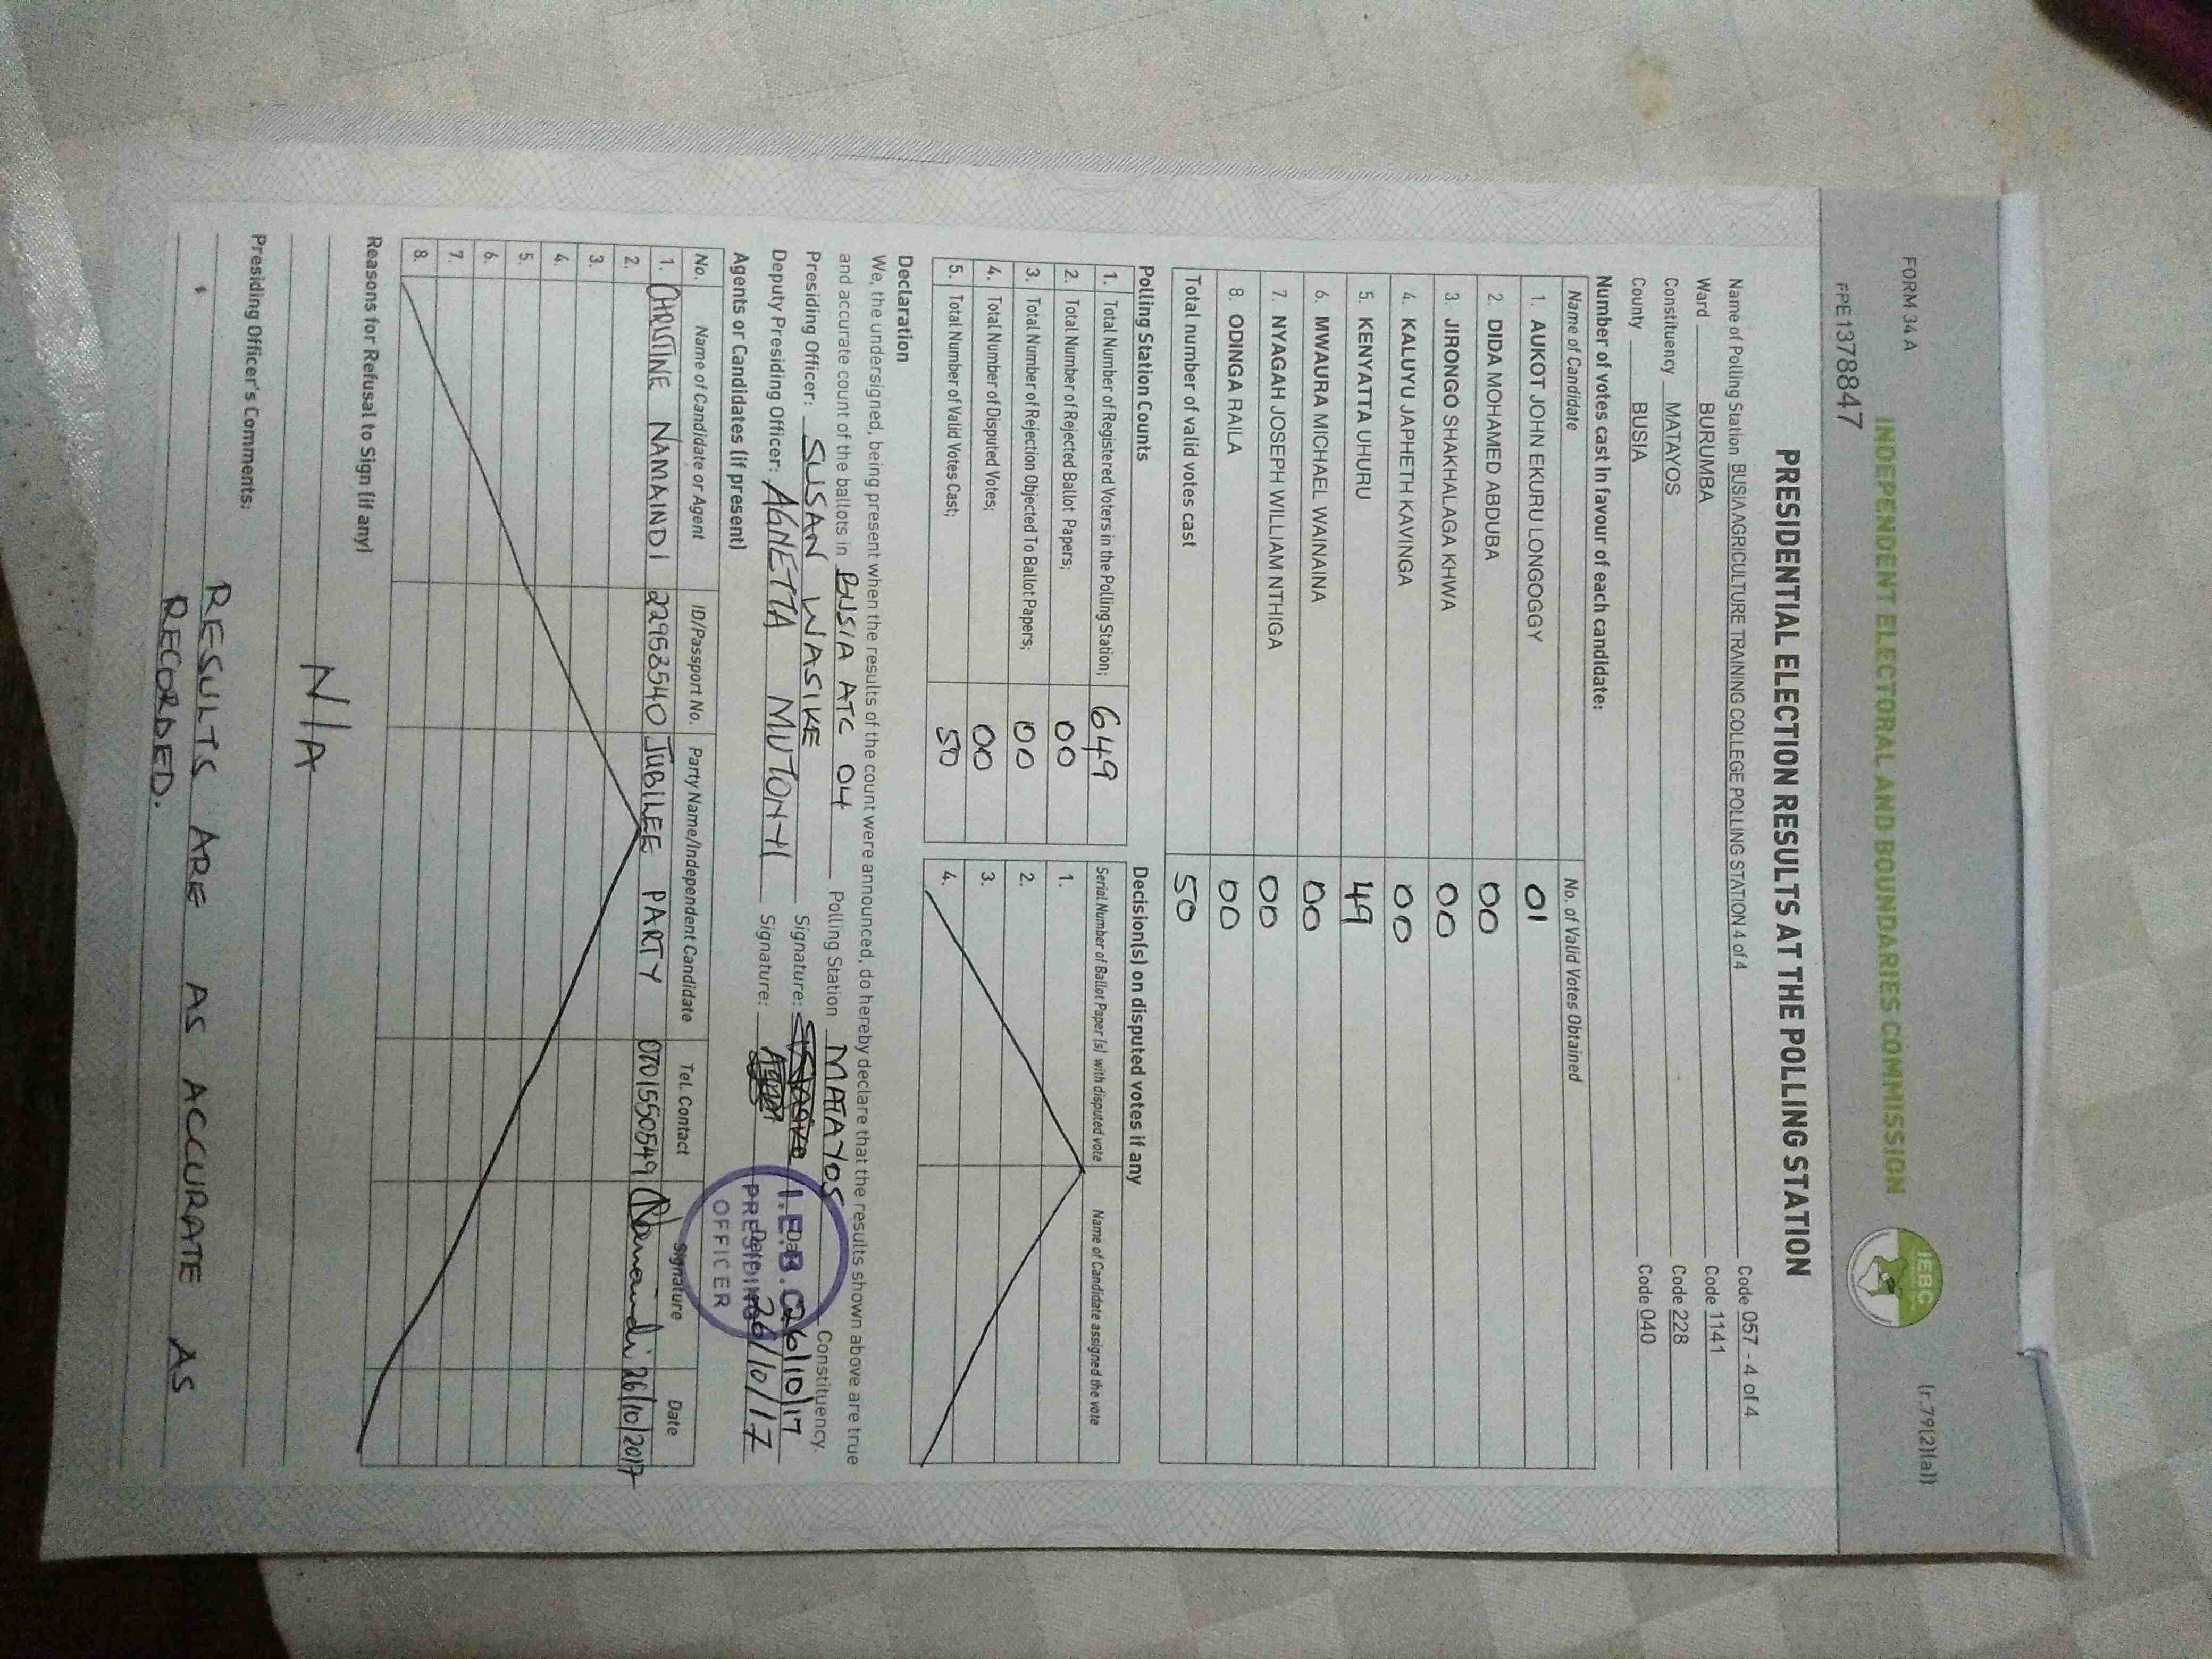 FORM 34 A
(r.79(2)(a))
INDEPENDENT ELECTORAL AND BOUNDARIES COMMISSION
IEBC
FPE1378847
PRESIDENTIAL ELECTION RESULTS AT THE POLLING STATION
Name of Polling Station BUSIA AGRICULTURE TRAINING COLLEGE POLLING STATION 4 of 4 Code 057 - 4 of 4
Ward BURUMBA Code 1141
Constituency MATAYOS Code 228
County BUSIA Code 040
Number of votes cast in favour of each candidate:
Name of Candidate No. of Valid Votes Obtained
1. AUKOT JOHN EKURU LONGOGGY 01
2. DIDA MOHAMED ABDUBA 00
3. JIRONGO SHAKHALAGA KHWA 00
4. KALUYU JAPHETH KAVINGA 00
5. KENYATTA UHURU 49
6. MWAURA MICHAEL WAINAINA 00
7. NYAGAH JOSEPH WILLIAM NTHIGA 00
8. ODINGA RAILA 00
Total number of valid votes cast 50
Polling Station Counts
1. Total Number of Registered Voters in the Polling Station; 649
2. Total Number of Rejected Ballot Papers; 00
3. Total Number of Rejection Objected To Ballot Papers; 00
4. Total Number of Disputed Votes; 00
5. Total Number of Valid Votes Cast; 50
Decision(s) on disputed votes if any
Serial Number of Ballot Paper (s) with disputed vote Name of Candidate assigned the vote
1.
2.
3.
4.
Declaration
We, the undersigned, being present when the results of the count were announced, do hereby declare that the results shown above are true
and accurate count of the ballots in BUSIA ATC 04 Polling Station MATAYOS Constituency.
Presiding Officer: SUSAN WASIKE Signature: Date 26/10/17
Deputy Presiding Officer: AGNETTA MUTONYI Signature: Date 26/10/17
I.E.B.C
PRESIDING
OFFICER
Agents or Candidates (if present)
No. Name of Candidate or Agent ID/Passport No. Party Name/Independent Candidate Tel. Contact Signature Date
1. CHRISTINE NAMAINDI 22953540 JUBILEE PARTY 0701550549 Namaindi 26/10/2017
2.
3.
4.
5.
6.
7.
8.
Reasons for Refusal to Sign (if any)
N/A
Presiding Officer's Comments:
RESULTS ARE AS ACCURATE AS
RECORDED.